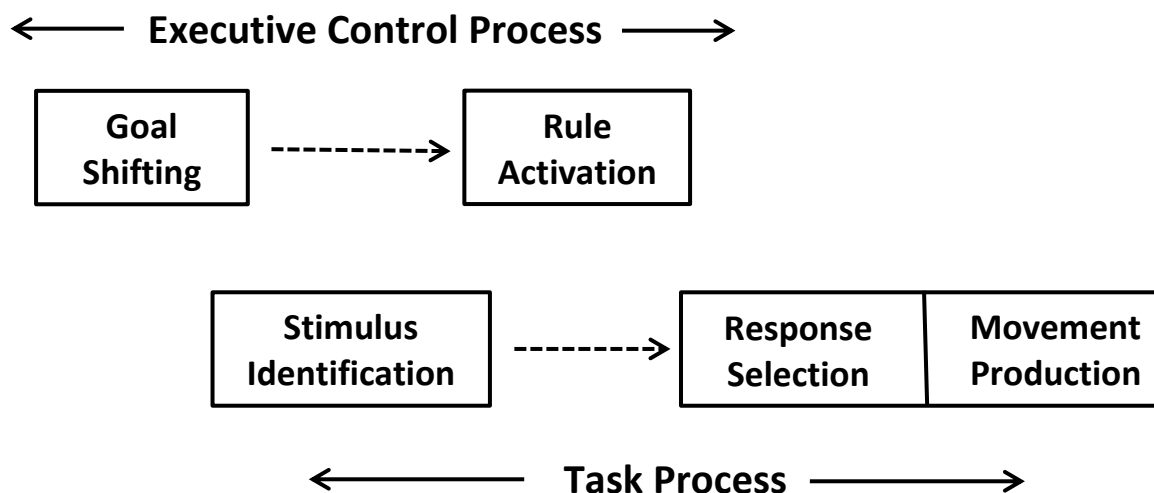 Executive Control Process
Goal
Shifting
Rule
Activation
Stimulus
Identification
Response
Selection
Movement
Production
Task Process